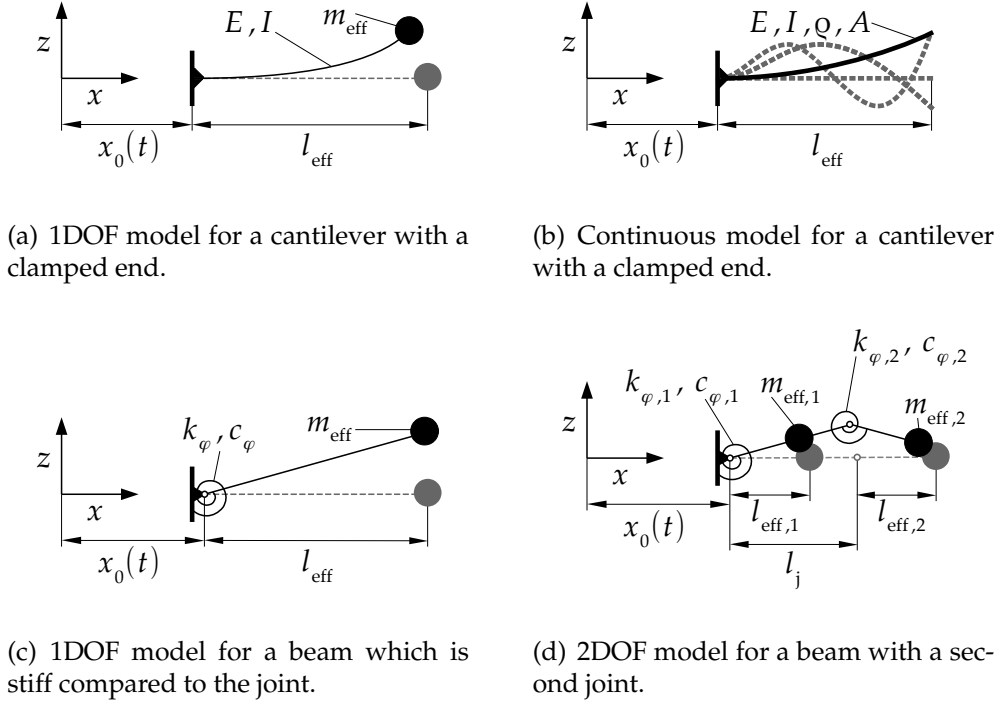 z
E , I
m_eff
x
x_0(t)
l_eff
z
E , I , ϱ , A
x
x_0(t)
l_eff
(a) 1DOF model for a cantilever with a
clamped end.
(b) Continuous model for a cantilever
with a clamped end.
z
k_φ , c_φ
m_eff
x
x_0(t)
l_eff
z
k_φ,1 , c_φ,1
m_eff,1
k_φ,2 , c_φ,2
m_eff,2
x
x_0(t)
l_eff,1
l_eff,2
l_j
(c) 1DOF model for a beam which is
stiff compared to the joint.
(d) 2DOF model for a beam with a sec-
ond joint.